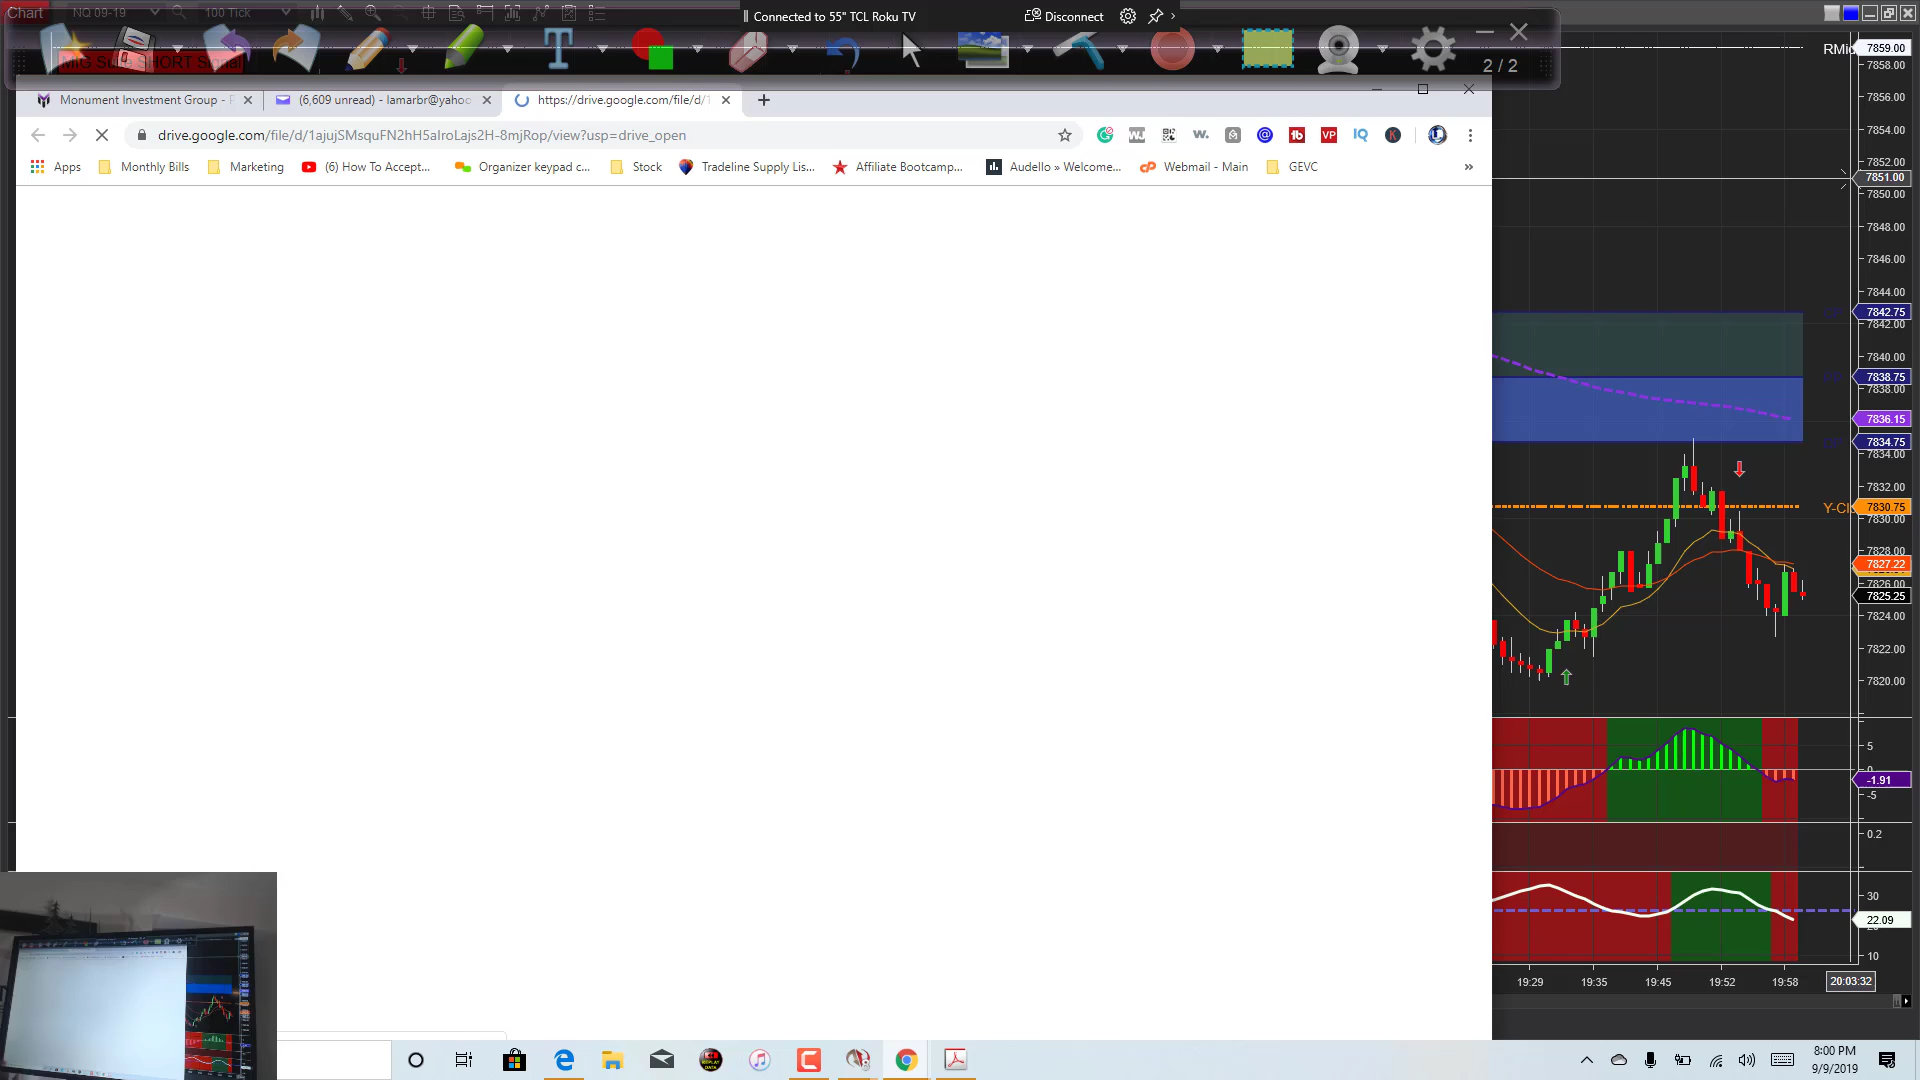 Chart
NQ 09-19
100 Tick
Connected to 55" TCL Roku TV
Disconnect
MIG Suite SHORT Signal
2 / 2
Monument Investment Group - F
(6,609 unread) - lamarbr@yahoo
https://drive.google.com/file/d/1
drive.google.com/file/d/1ajujSMsquFN2hH5aIroLajs2H-8mjRop/view?usp=drive_open
Apps
Monthly Bills
Marketing
(6) How To Accept...
Organizer keypad c...
Stock
Tradeline Supply Lis...
Affiliate Bootcamp...
Audello » Welcome...
Webmail - Main
GEVC
»
7859.00
7858.00
7856.00
7854.00
7852.00
7851.00
7850.00
7848.00
7846.00
7844.00
7842.75
7842.00
7840.00
7838.75
7838.00
7836.15
7834.75
7834.00
7832.00
7830.75
7830.00
7828.00
7827.22
7826.00
7825.25
7824.00
7822.00
7820.00
5
0
-1.91
-5
0.2
30
22.09
10
19:29
19:35
19:45
19:52
19:58
20:03:32
8:00 PM
9/9/2019